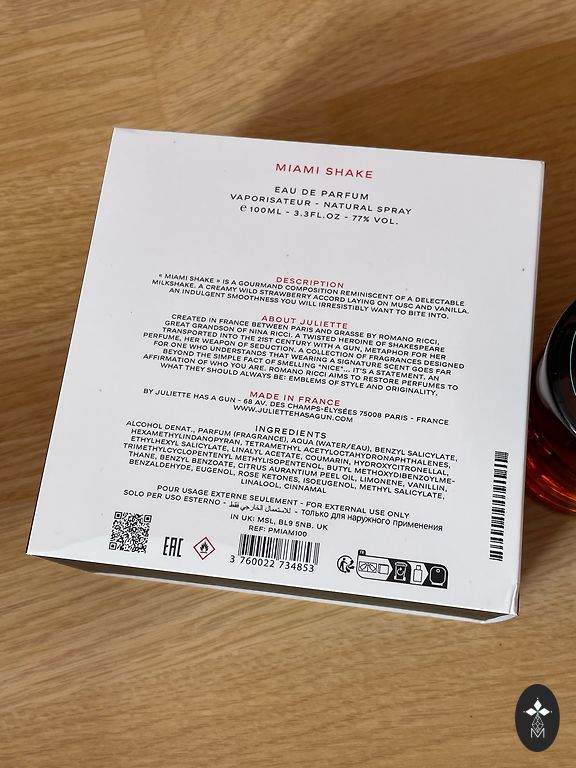 MIAMI SHAKE
EAU DE PARFUM
VAPORISATEUR - NATURAL SPRAY
℮ 100ML - 3.3FL.OZ - 77% VOL.
DESCRIPTION
« MIAMI SHAKE » IS A GOURMAND COMPOSITION REMINISCENT OF A DELECTABLE
MILKSHAKE. A CREAMY WILD STRAWBERRY ACCORD LAYING ON MUSC AND VANILLA.
AN INDULGENT SMOOTHNESS YOU WILL IRRESISTIBLY WANT TO BITE INTO.
ABOUT JULIETTE
CREATED IN FRANCE BETWEEN PARIS AND GRASSE BY ROMANO RICCI,
GREAT GRANDSON OF NINA RICCI. A TWISTED HEROINE OF SHAKESPEARE
TRANSPORTED INTO THE 21ST CENTURY WITH A GUN, METAPHOR FOR HER
PERFUME, HER WEAPON OF SEDUCTION. A COLLECTION OF FRAGRANCES DESIGNED
FOR ONE WHO UNDERSTANDS THAT WEARING A SIGNATURE SCENT GOES FAR
BEYOND THE SIMPLE FACT OF SMELLING "NICE"... IT'S A STATEMENT. AN
AFFIRMATION OF WHO YOU ARE. ROMANO RICCI AIMS TO RESTORE PERFUMES TO
WHAT THEY SHOULD ALWAYS BE: EMBLEMS OF STYLE AND ORIGINALITY.
MADE IN FRANCE
BY JULIETTE HAS A GUN - 68 AV. DES CHAMPS-ÉLYSÉES 75008 PARIS - FRANCE
WWW.JULIETTEHASAGUN.COM
INGREDIENTS
ALCOHOL DENAT., PARFUM (FRAGRANCE), AQUA (WATER/EAU), BENZYL SALICYLATE,
HEXAMETHYLINDANOPYRAN, TETRAMETHYL ACETYLOCTAHYDRONAPHTHALENES,
ETHYLHEXYL SALICYLATE, LINALYL ACETATE, COUMARIN, HYDROXYCITRONELLAL,
TRIMETHYLCYCLOPENTENYL METHYLISOPENTENOL, BUTYL METHOXYDIBENZOYLME-
THANE, BENZYL BENZOATE, CITRUS AURANTIUM PEEL OIL, LIMONENE, VANILLIN,
BENZALDEHYDE, EUGENOL, ROSE KETONES, ISOEUGENOL, METHYL SALICYLATE,
LINALOOL, CINNAMAL
POUR USAGE EXTERNE SEULEMENT - FOR EXTERNAL USE ONLY
SOLO PER USO ESTERNO - للاستعمال الخارجي فقط - только для наружного применения
IN UK: MSL, BL9 5NB, UK
REF: PMIAM100
EAC
3 760022 734853
FR
M